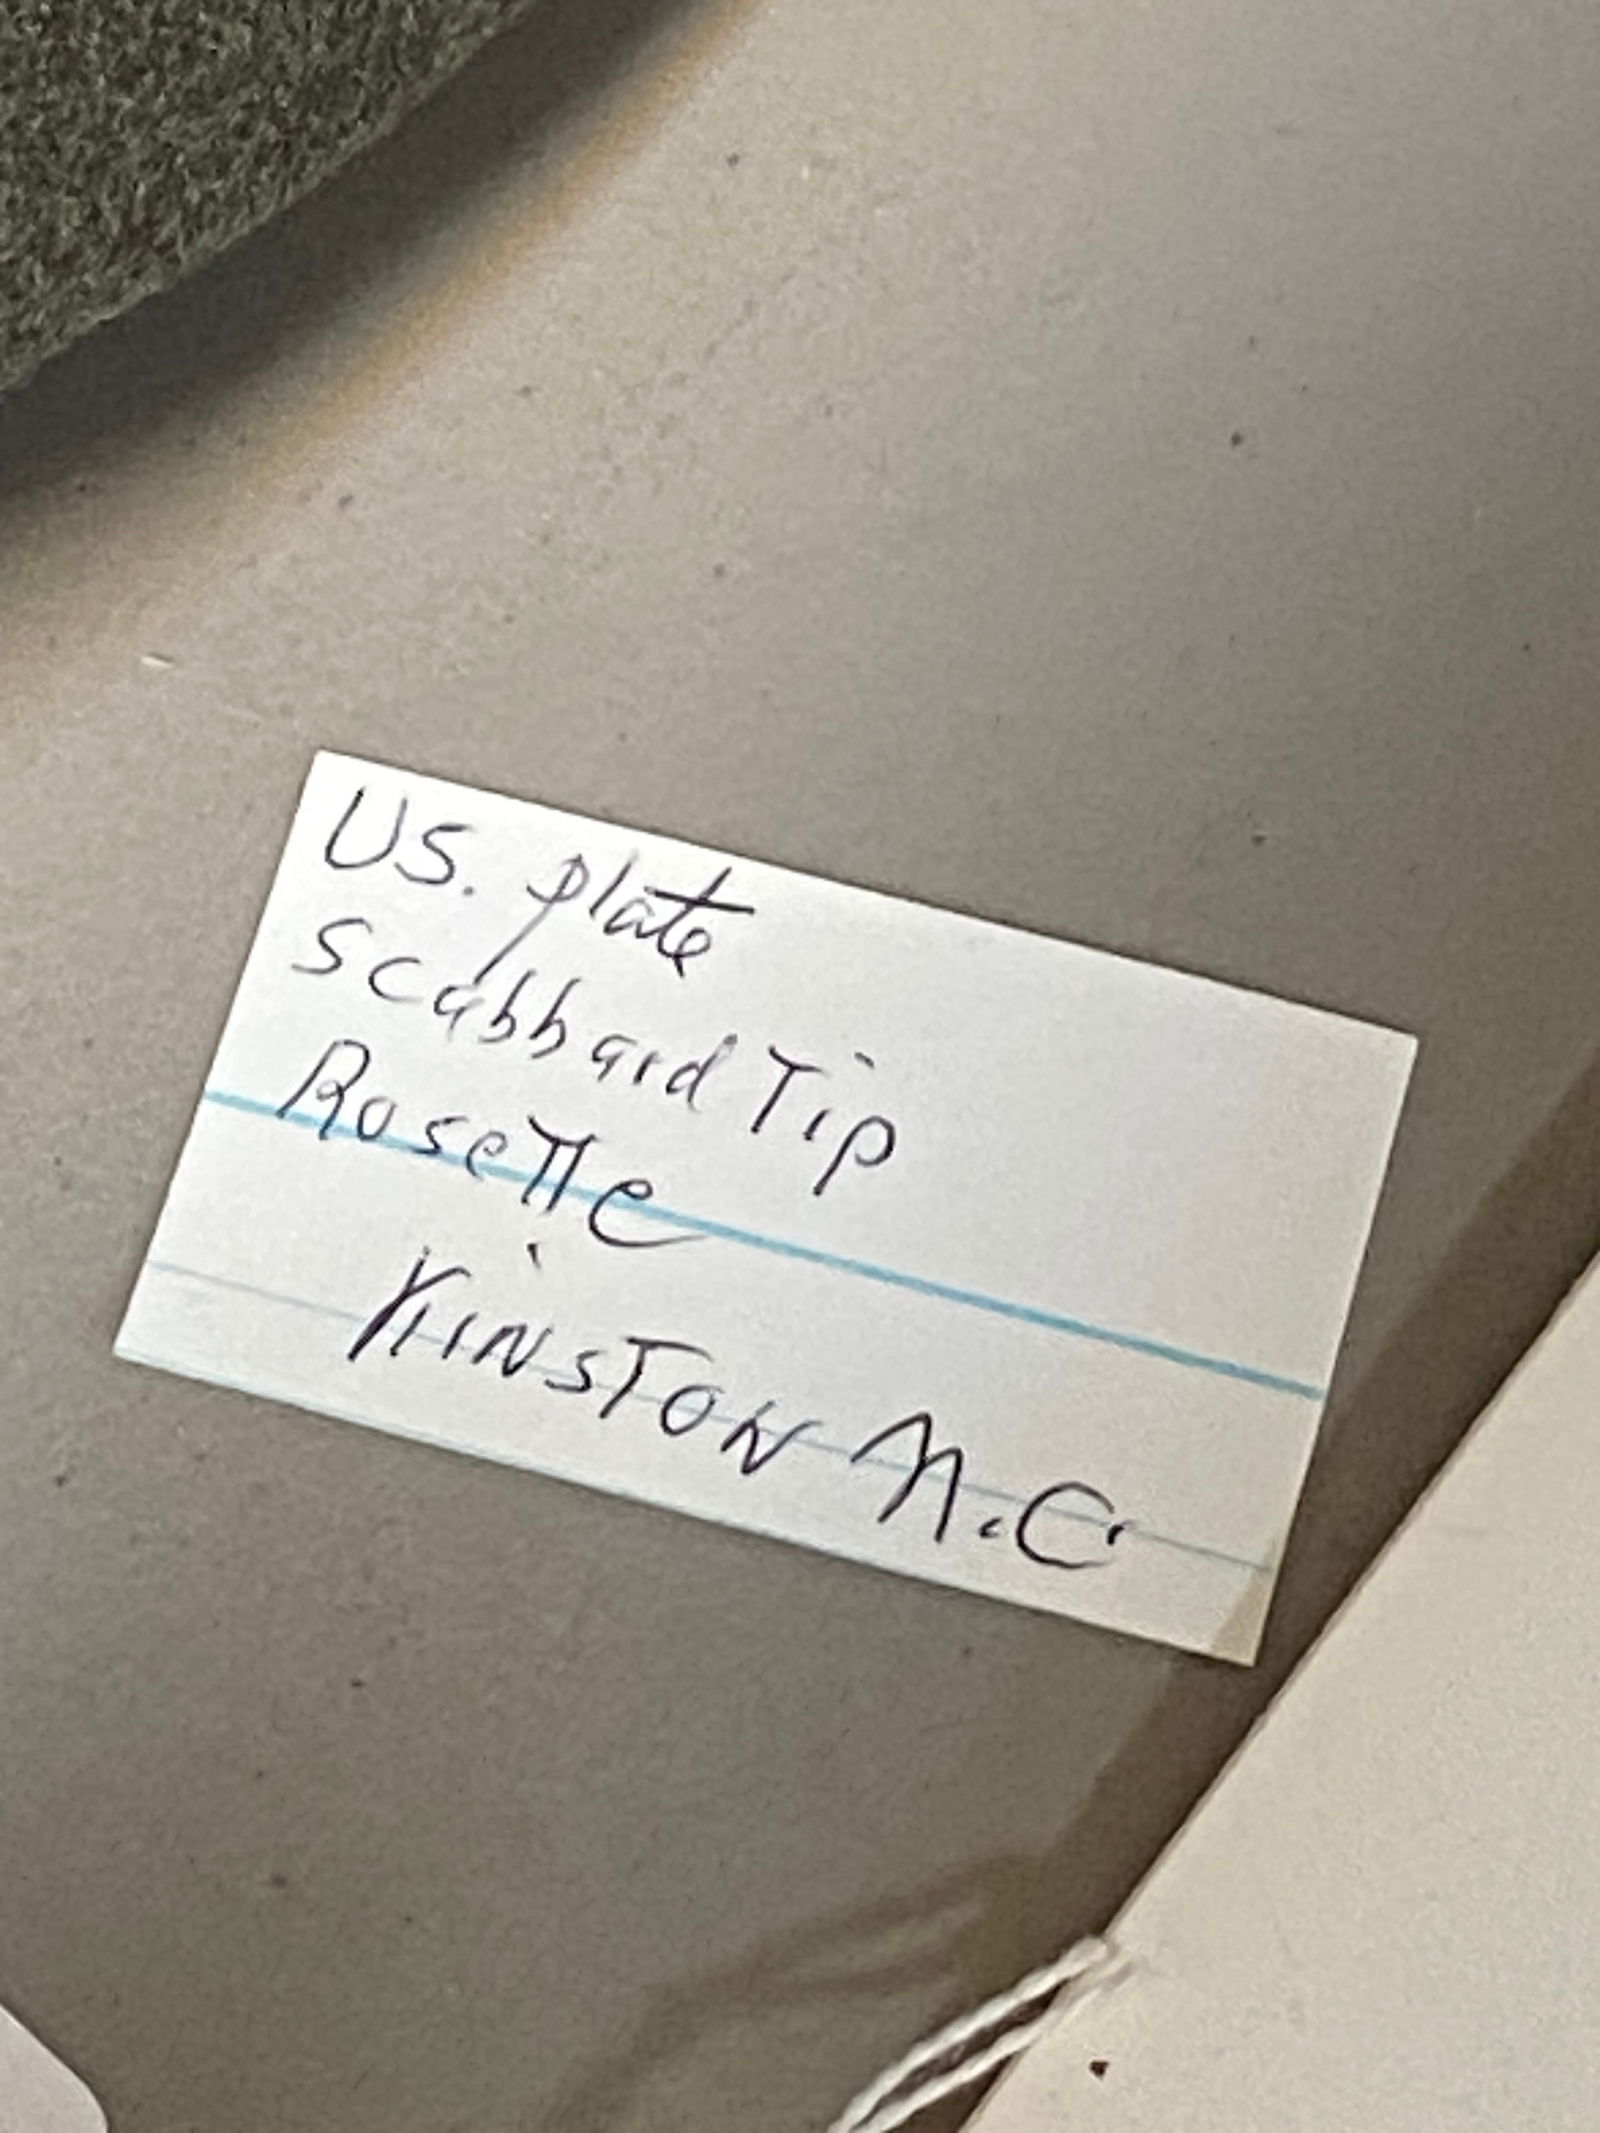 US. plate
Scabbard Tip
Rosette
KINSTON N.C.